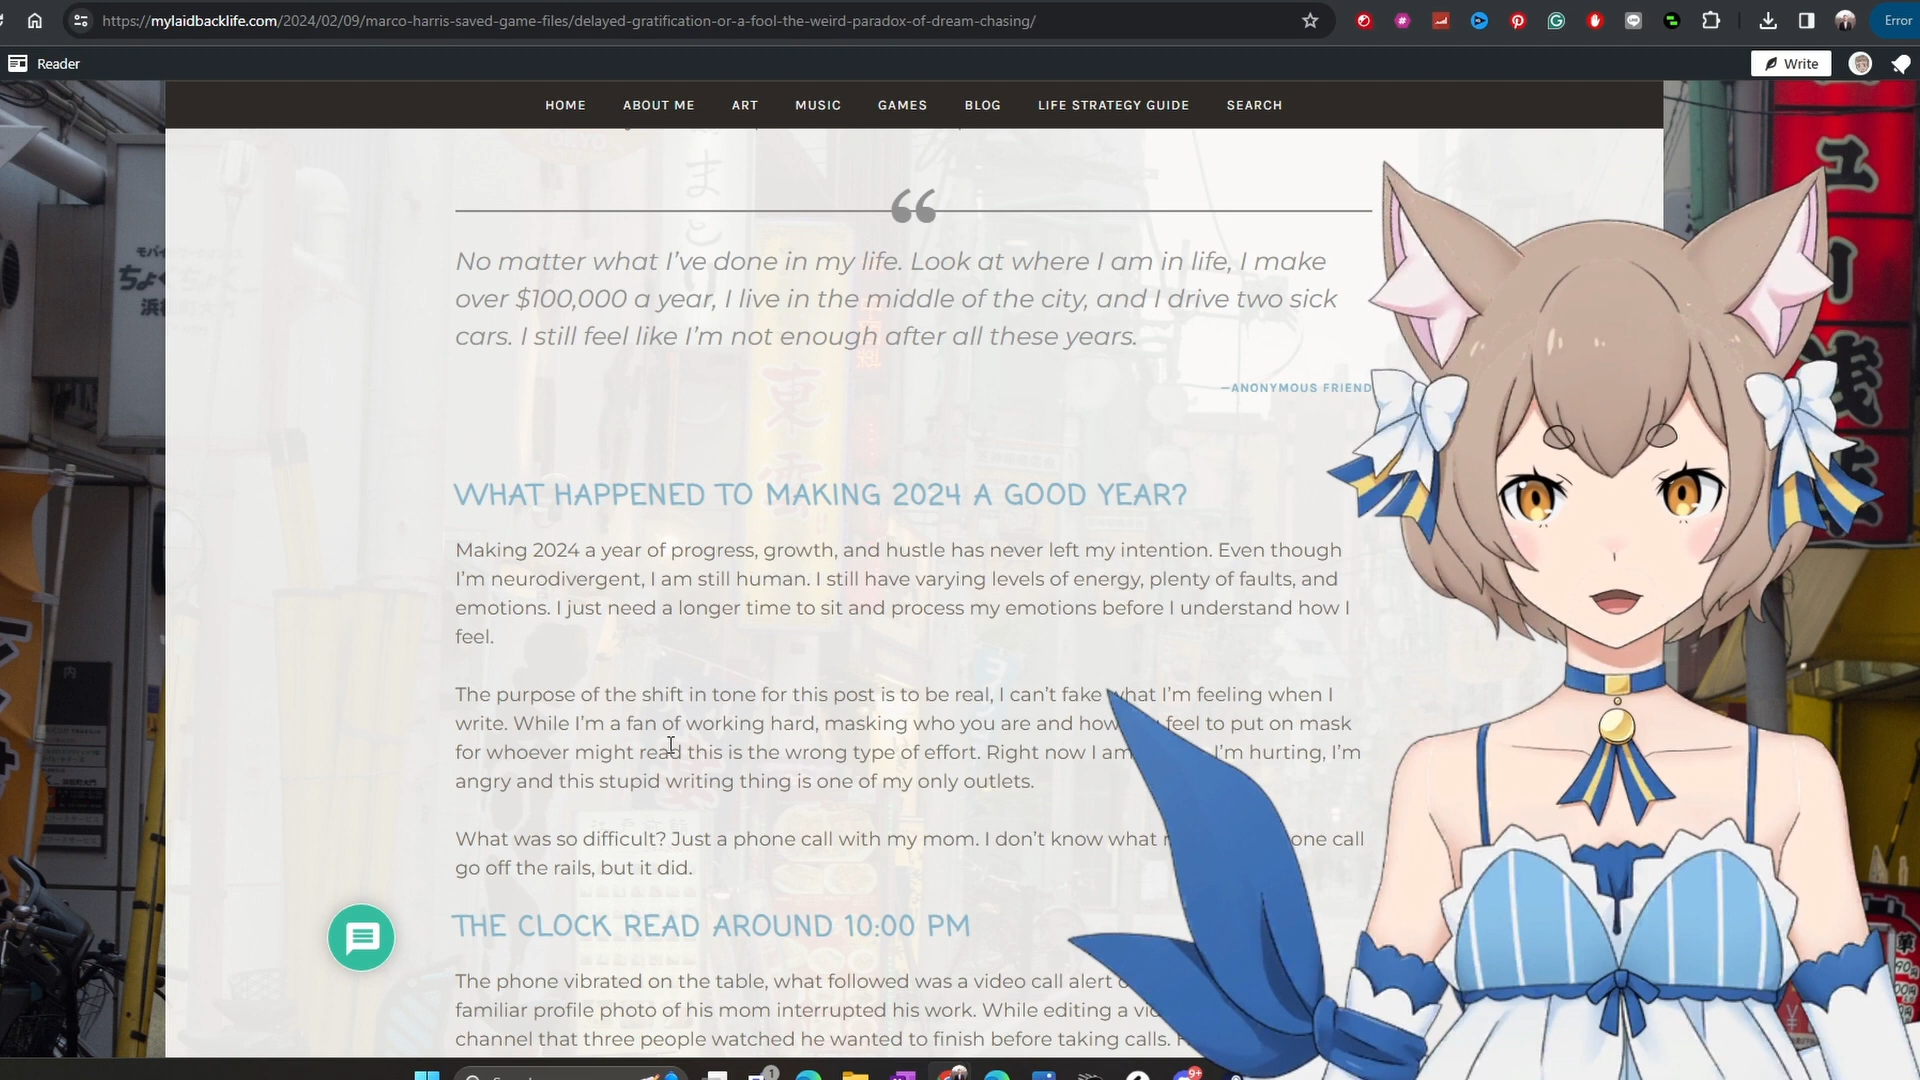 https://mylaidbacklife.com/2024/02/09/marco-harris-saved-game-files/delayed-gratification-or-a-fool-the-weird-paradox-of-dream-chasing/
Error
Reader
Write
HOME ABOUT ME ART MUSIC GAMES BLOG LIFE STRATEGY GUIDE SEARCH
No matter what I've done in my life. Look at where I am in life, I make
over $100,000 a year, I live in the middle of the city, and I drive two sick
cars. I still feel like I'm not enough after all these years.
—ANONYMOUS FRIEND
WHAT HAPPENED TO MAKING 2024 A GOOD YEAR?
Making 2024 a year of progress, growth, and hustle has never left my intention. Even though
I'm neurodivergent, I am still human. I still have varying levels of energy, plenty of faults, and
emotions. I just need a longer time to sit and process my emotions before I understand how I
feel.
The purpose of the shift in tone for this post is to be real, I can't fake what I'm feeling when I
write. While I'm a fan of working hard, masking who you are and how feel to put on mask
for whoever might read this is the wrong type of effort. Right now I am I'm hurting, I'm
angry and this stupid writing thing is one of my only outlets.
What was so difficult? Just a phone call with my mom. I don't know what one call
go off the rails, but it did.
THE CLOCK READ AROUND 10:00 PM
The phone vibrated on the table, what followed was a video call alert
familiar profile photo of his mom interrupted his work. While editing a
channel that three people watched he wanted to finish before taking calls.